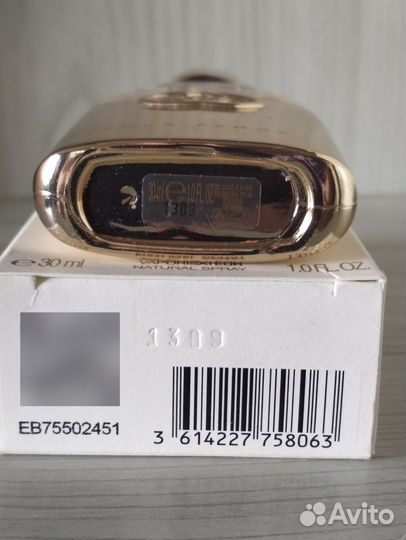 30ml ℮ 1.0 FL.OZ
1309
℮ 30 ml
NATURAL SPRAY
1.0 FL. OZ.
1309
EB75502451
3 614227 758063
Avito